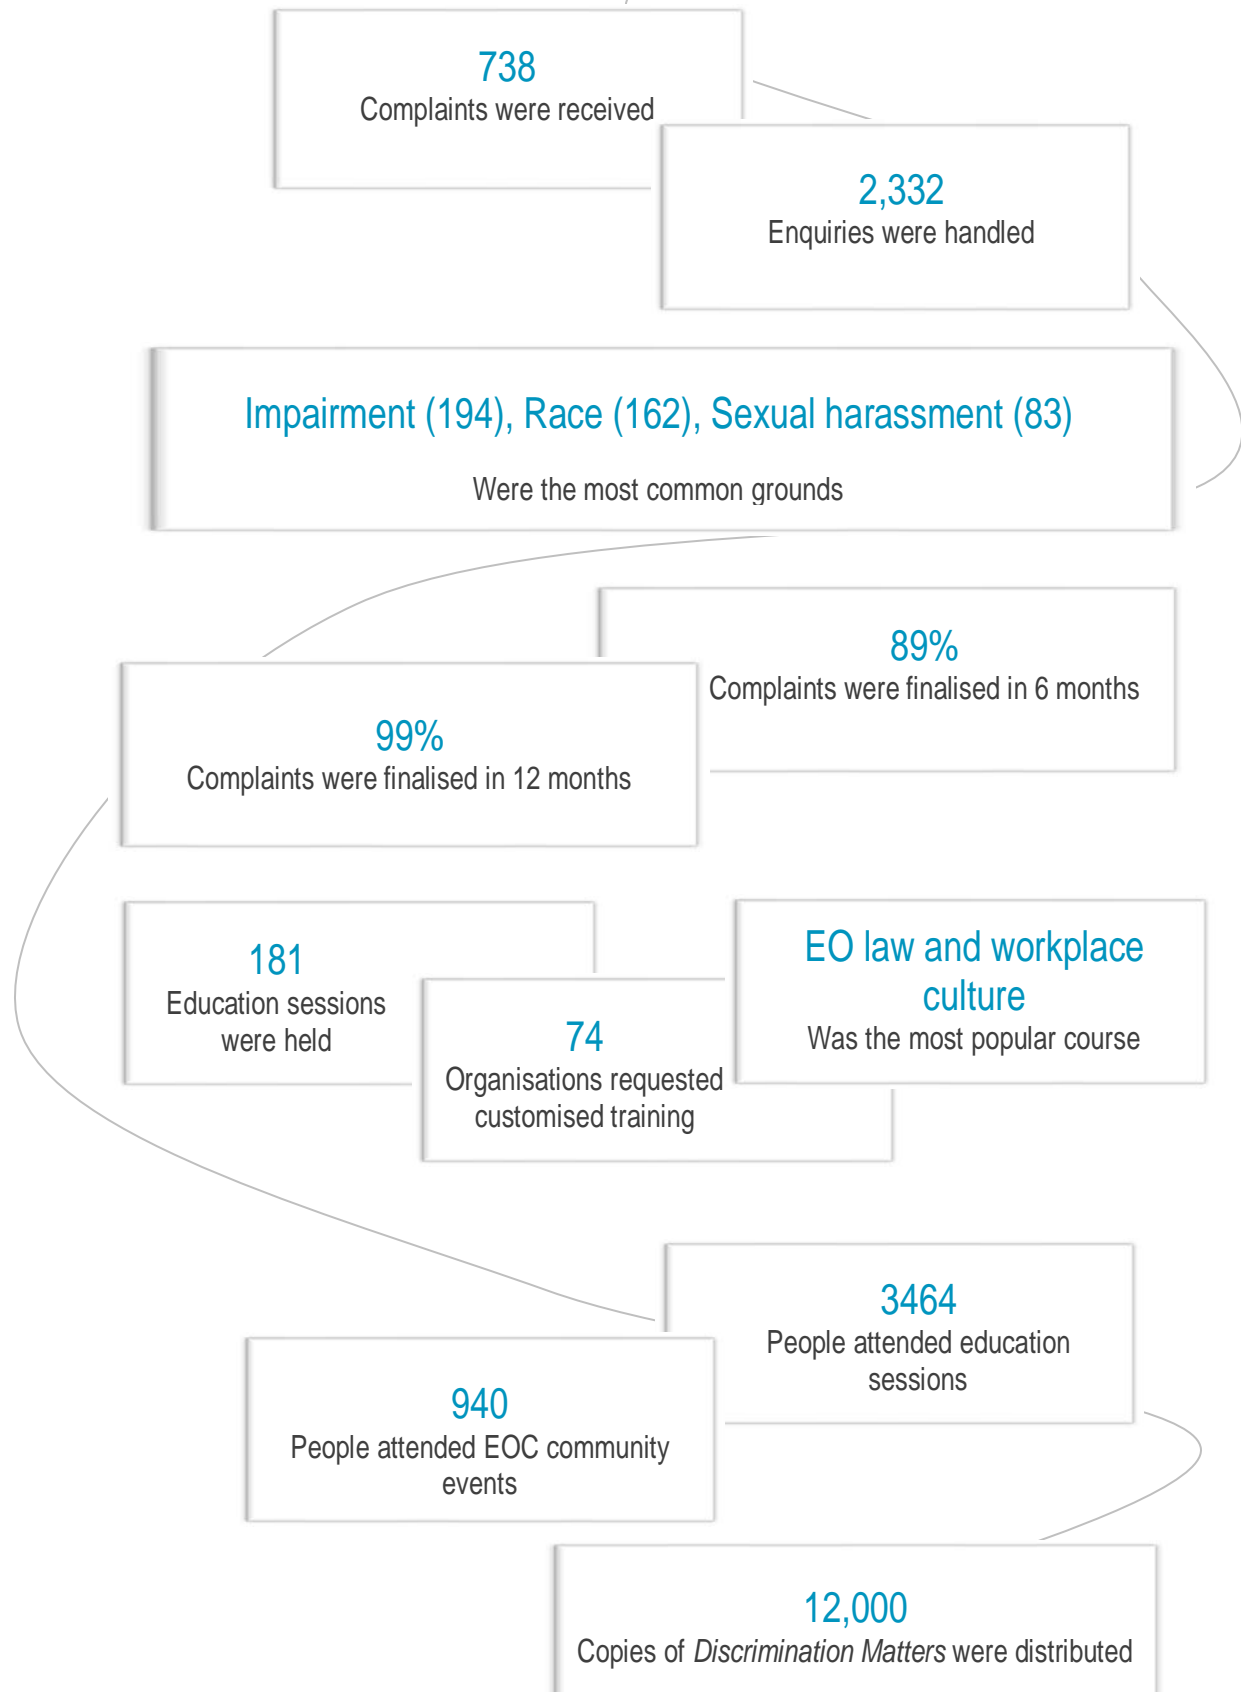 738
Complaints were received
2,332
Enquiries were handled
Impairment (194), Race (162), Sexual harassment (83)
Were the most common grounds
89%
Complaints were finalised in 6 months
99%
Complaints were finalised in 12 months
181
Education sessions
were held
74
Organisations requested
customised training
EO law and workplace
culture
Was the most popular course
3464
People attended education
sessions
940
People attended EOC community
events
12,000
Copies of Discrimination Matters were distributed